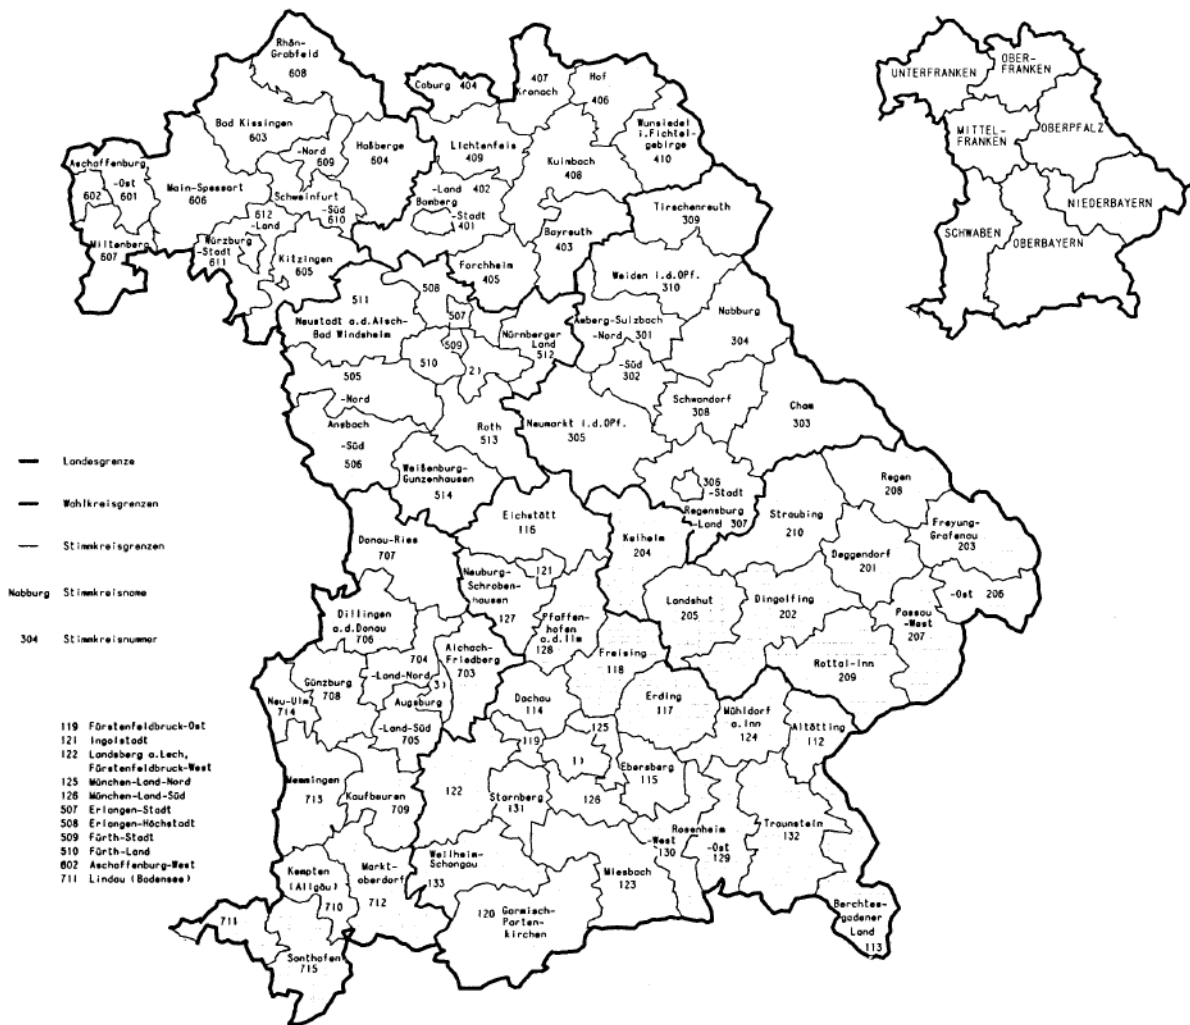 Rhön-
Grabfeld
608
Coburg 404
407
Kronach
Hof
406
Bad Kissingen
603
-Nord
609
Haßberge
604
Lichtenfels
409
Kulmbach
408
Wunsiedel
i.Fichtel-
gebirge
410
Aschaffenburg
602
-Ost
601
Main-Spessart
606
Schweinfurt
-Süd
610
612
-Land
Würzburg
-Stadt
611
Kitzingen
605
Miltenberg
607
-Land
402
Bamberg
-Stadt
401
Bayreuth
403
Forchheim
405
Tirschenreuth
309
Weiden i.d.OPf.
310
Nabburg
304
Amberg-Sulzbach
-Nord
301
-Süd
302
Schwandorf
308
Cham
303
Neumarkt i.d.OPf.
305
306
-Stadt
Regensburg
-Land 307
511
Neustadt a.d.Aisch-
Bad Windsheim
508
507
509
510
2)
Nürnberger
Land
512
505
-Nord
Ansbach
-Süd
506
Roth
513
Weißenburg-
Gunzenhausen
514
Eichstätt
116
121
Neuburg-
Schroben-
hausen
127
Pfaffen-
hofen
a.d.Ilm
128
Kelheim
204
Straubing
210
Regen
208
Freyung-
Grafenau
203
Deggendorf
201
Landshut
205
Dingolfing
202
Passau
-West
207
-Ost 206
Rottal-Inn
209
Donau-Ries
707
Dillingen
a.d.Donau
706
704
-Land-Nord
Aichach-
Friedberg
703
3)
Augsburg
-Land-Süd
705
Günzburg
708
Neu-Ulm
714
Memmingen
713
Kaufbeuren
709
Kempten
(Allgäu)
710
Markt-
oberdorf
712
711
Sonthofen
715
Freising
118
Dachau
114
Erding
117
Mühldorf
a.Inn
124
Altötting
112
119
125
1)
Ebersberg
115
122
Starnberg
131
126
Rosenheim
-West
130
-Ost
129
Traunstein
132
Weilheim-
Schongau
133
Miesbach
123
120 Garmisch-
Parten-
kirchen
Berchtes-
gadener
Land
113
UNTERFRANKEN
OBER-
FRANKEN
MITTEL-
FRANKEN
OBERPFALZ
NIEDERBAYERN
SCHWABEN
OBERBAYERN
Landesgrenze
Wahlkreisgrenzen
Stimmkreisgrenzen
Nabburg Stimmkreisname
304 Stimmkreisnummer
119 Fürstenfeldbruck-Ost
121 Ingolstadt
122 Landsberg a.Lech,
Fürstenfeldbruck-West
125 München-Land-Nord
126 München-Land-Süd
507 Erlangen-Stadt
508 Erlangen-Höchstadt
509 Fürth-Stadt
510 Fürth-Land
602 Aschaffenburg-West
711 Lindau (Bodensee)